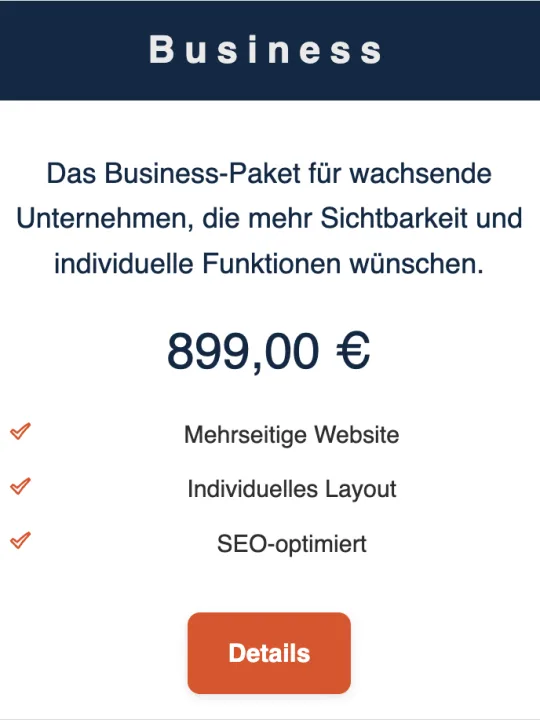 Business
Das Business-Paket für wachsende
Unternehmen, die mehr Sichtbarkeit und
individuelle Funktionen wünschen.
899,00 €
Mehrseitige Website
Individuelles Layout
SEO-optimiert
Details